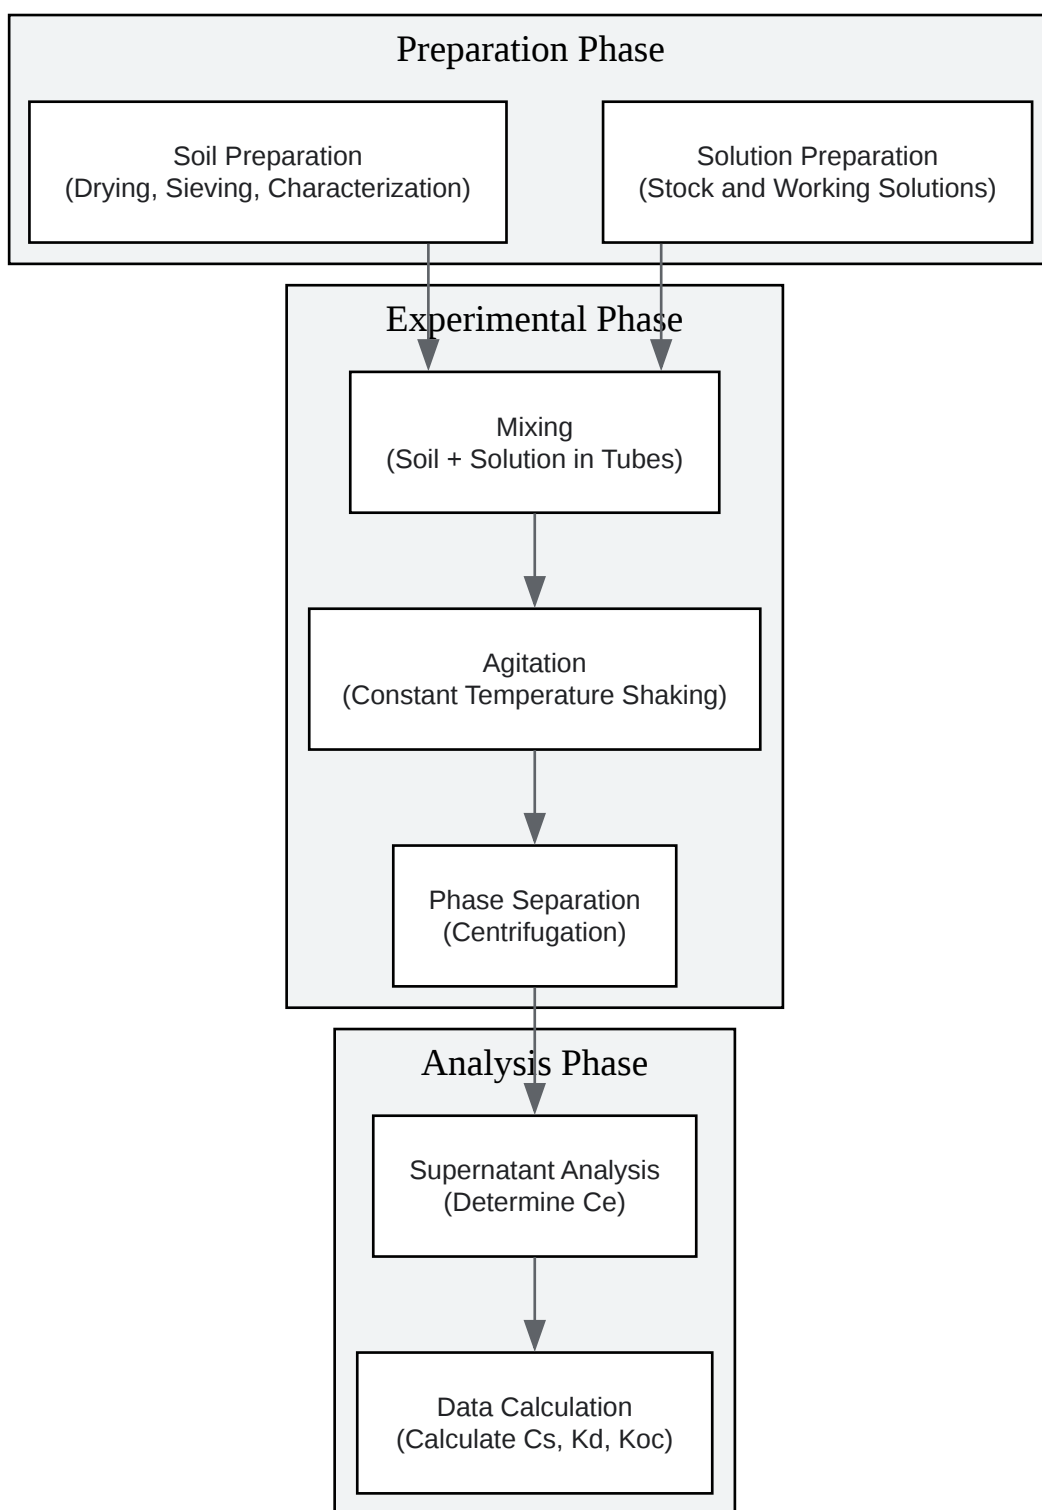 Preparation Phase
Soil Preparation
(Drying, Sieving, Characterization)
Solution Preparation
(Stock and Working Solutions)
Experimental Phase
Mixing
(Soil + Solution in Tubes)
Agitation
(Constant Temperature Shaking)
Phase Separation
(Centrifugation)
Analysis Phase
Supernatant Analysis
(Determine Ce)
Data Calculation
(Calculate Cs, Kd, Koc)